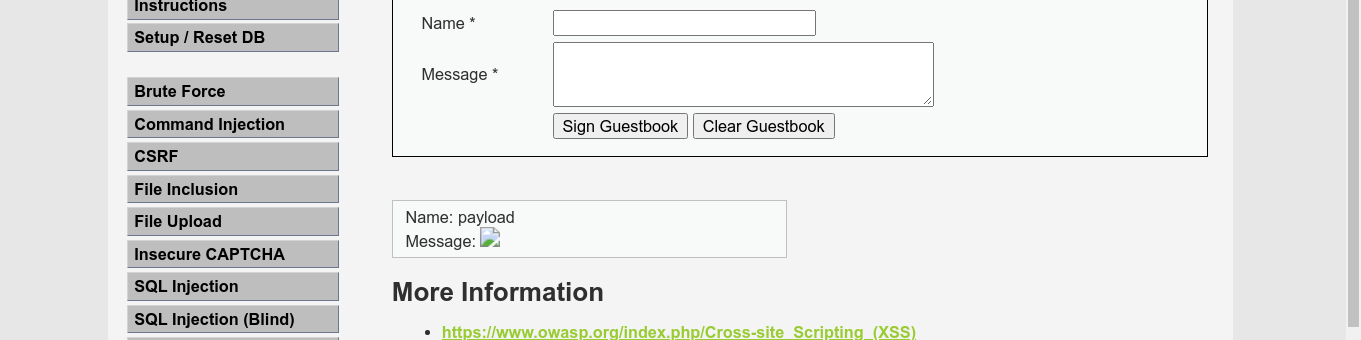 Instructions
Setup / Reset DB
Brute Force
Command Injection
CSRF
File Inclusion
File Upload
Insecure CAPTCHA
SQL Injection
SQL Injection (Blind)
Name *
Message *
Sign Guestbook Clear Guestbook
Name: payload
Message:
More Information
https://www.owasp.org/index.php/Cross-site_Scripting_(XSS)